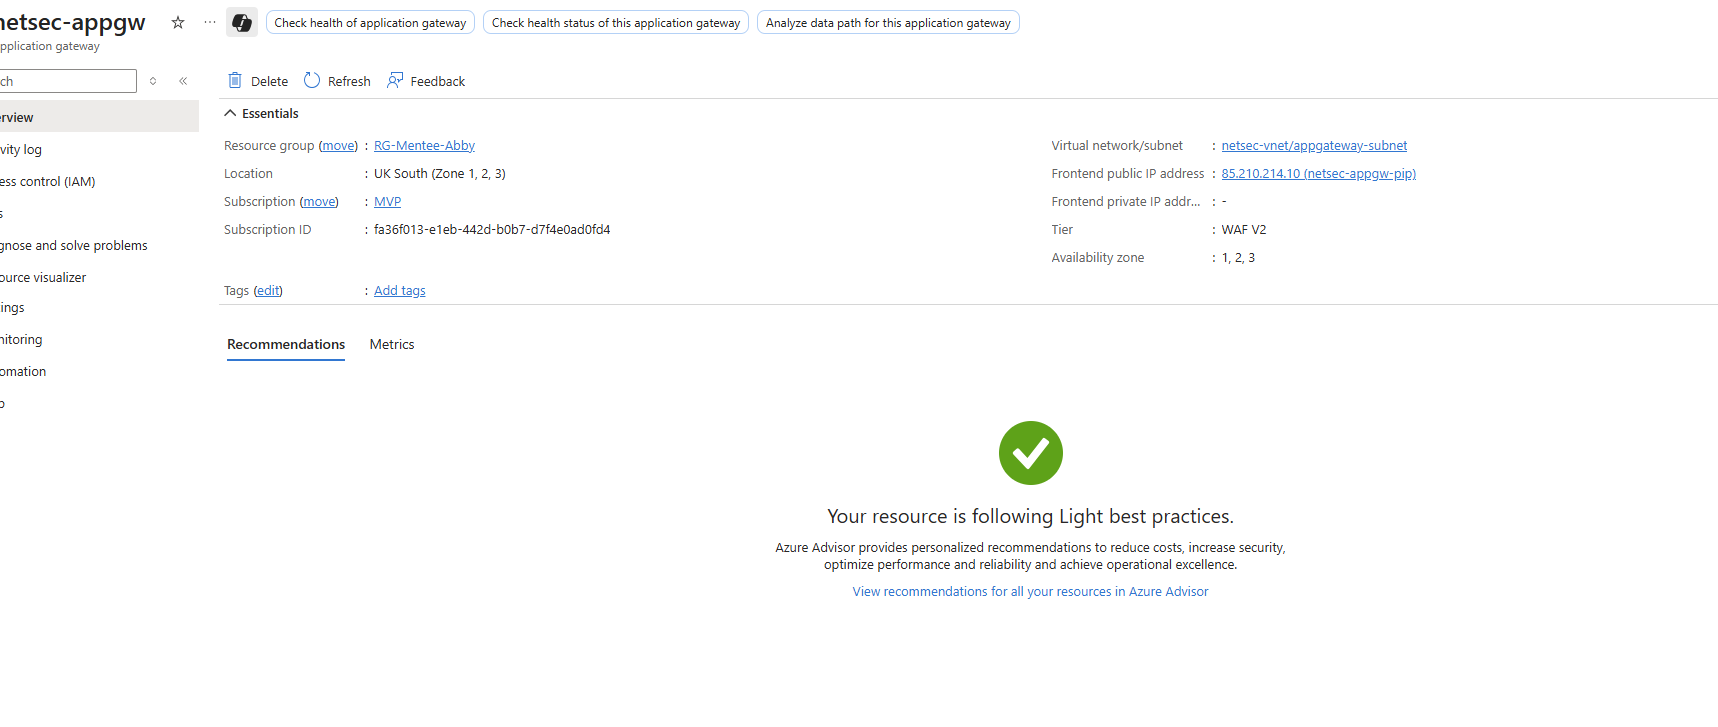 netsec-appgw
pplication gateway
Check health of application gateway
Check health status of this application gateway
Analyze data path for this application gateway
ch
erview
vity log
ess control (IAM)
s
gnose and solve problems
ource visualizer
ings
nitoring
omation
p
Delete
Refresh
Feedback
Essentials
Resource group (move) : RG-Mentee-Abby
Location : UK South (Zone 1, 2, 3)
Subscription (move) : MVP
Subscription ID : fa36f013-e1eb-442d-b0b7-d7f4e0ad0fd4
Tags (edit) : Add tags
Virtual network/subnet : netsec-vnet/appgateway-subnet
Frontend public IP address : 85.210.214.10 (netsec-appgw-pip)
Frontend private IP addr... : -
Tier : WAF V2
Availability zone : 1, 2, 3
Recommendations
Metrics
Your resource is following Light best practices.
Azure Advisor provides personalized recommendations to reduce costs, increase security,
optimize performance and reliability and achieve operational excellence.
View recommendations for all your resources in Azure Advisor